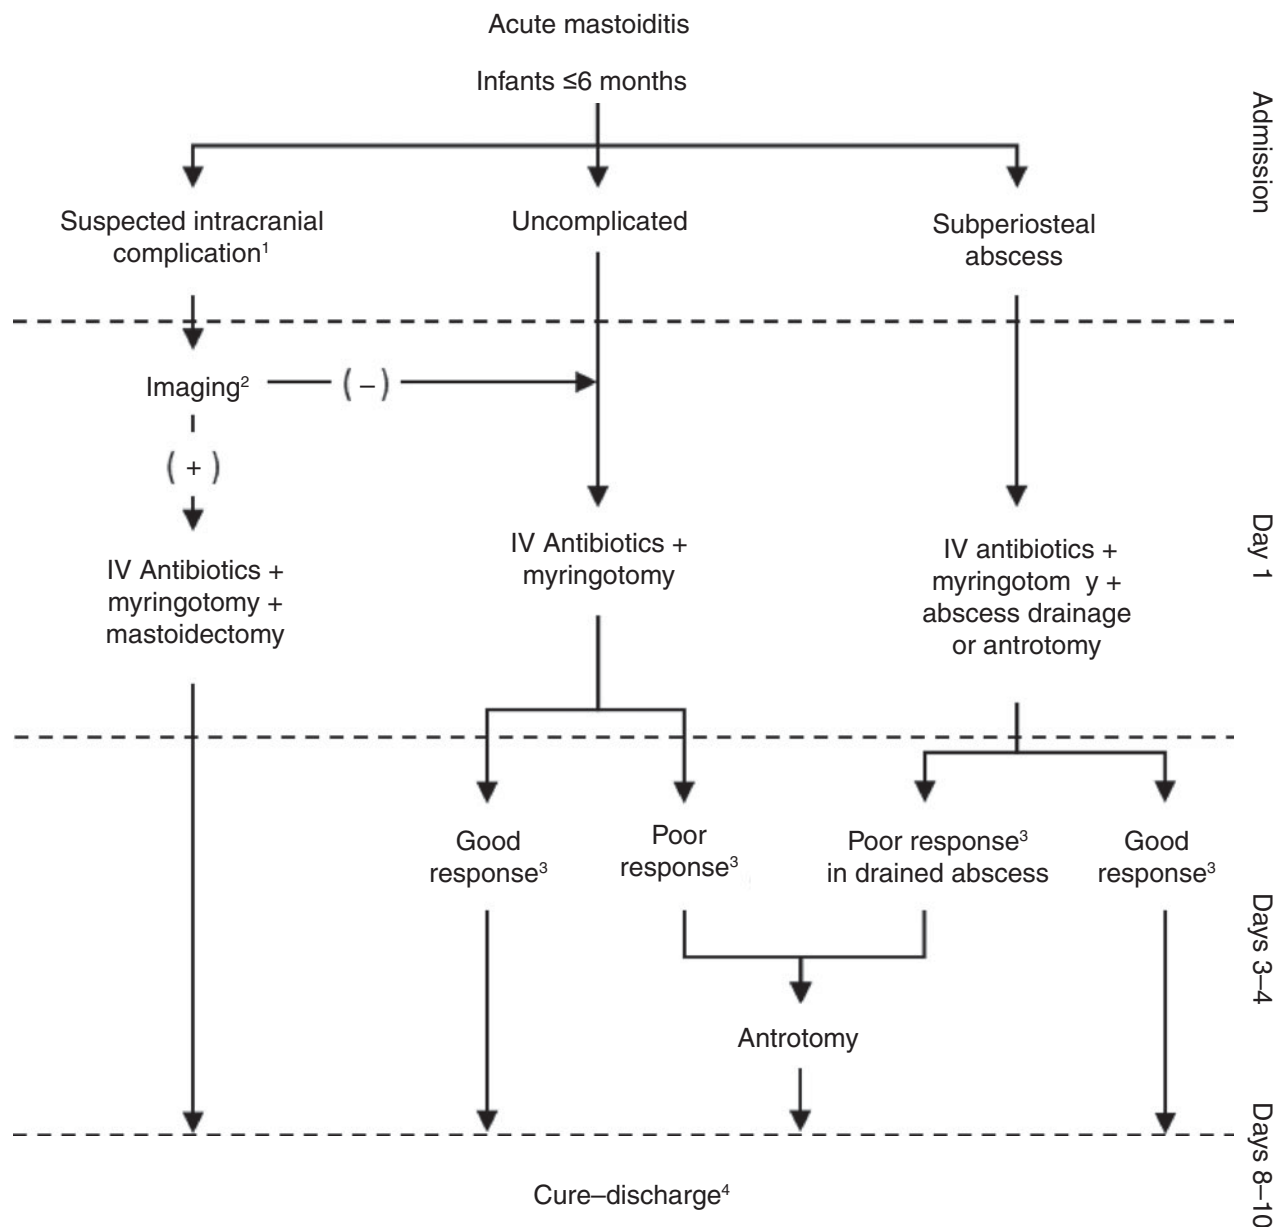 Acute mastoiditis
Infants ≤6 months
Admission
Suspected intracranial
complication¹
Uncomplicated
Subperiosteal
abscess
Imaging²
( – )
( + )
Day 1
IV Antibiotics +
myringotomy +
mastoidectomy
IV Antibiotics +
myringotomy
IV antibiotics +
myringotom y +
abscess drainage
or antrotomy
Good
response³
Poor
response³
Poor response³
in drained abscess
Good
response³
Days 3–4
Antrotomy
Days 8–10
Cure–discharge⁴